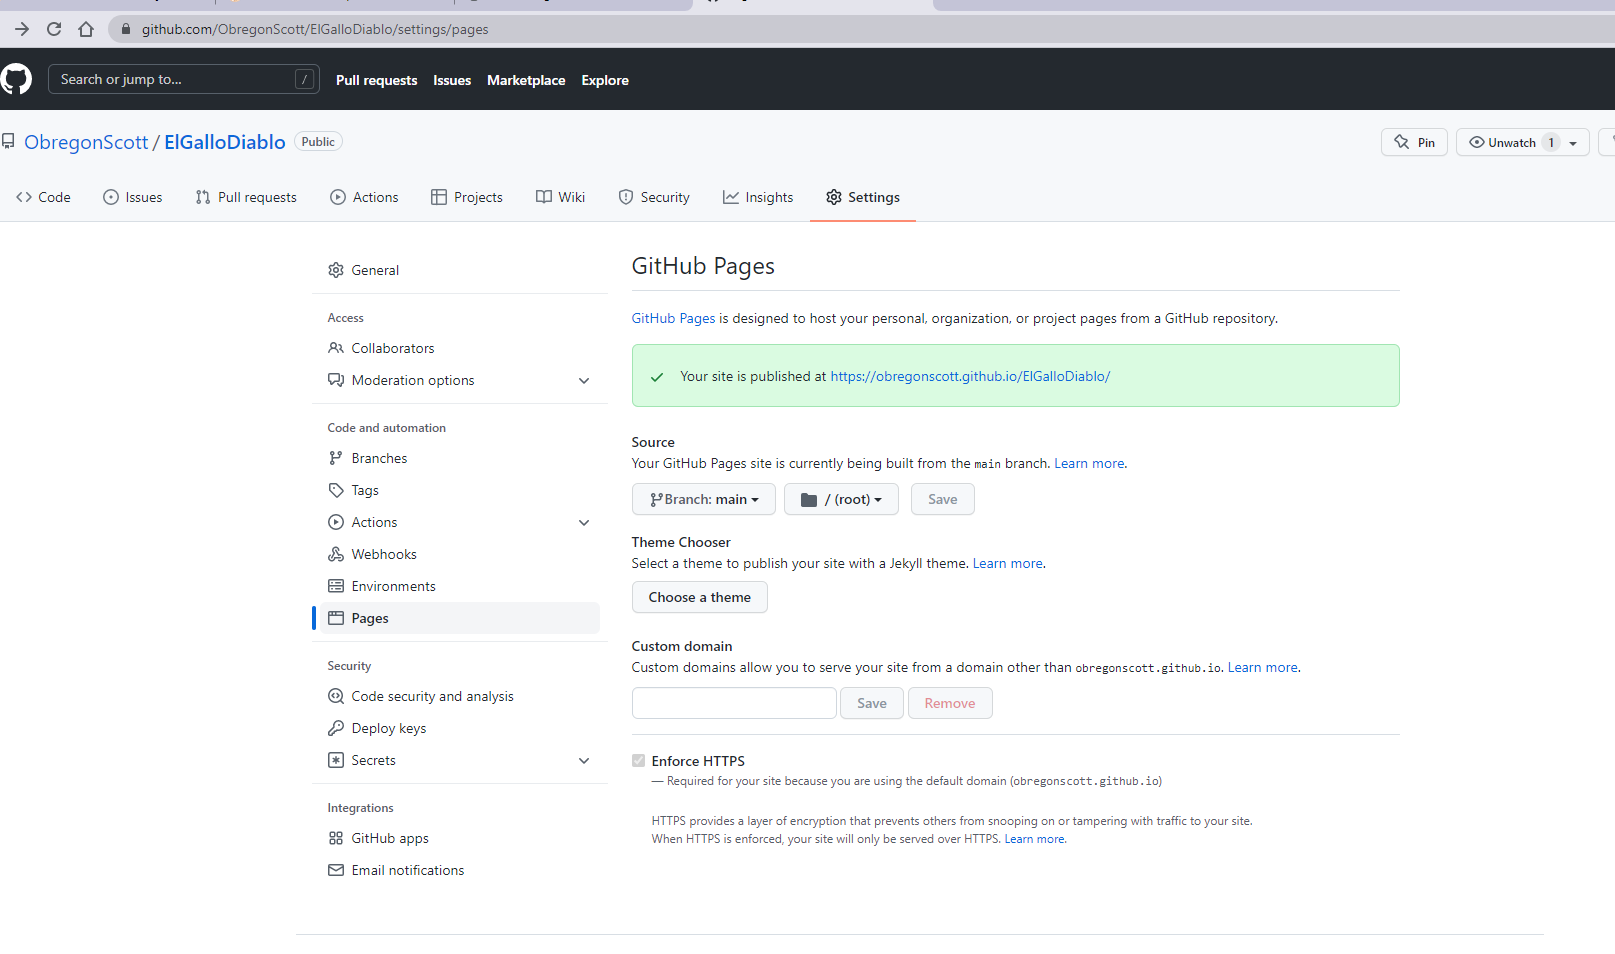 github.com/ObregonScott/ElGalloDiablo/settings/pages
Search or jump to... /
Pull requests Issues Marketplace Explore
ObregonScott / ElGalloDiablo Public
Pin Unwatch 1
Code Issues Pull requests Actions Projects Wiki Security Insights Settings
General
Access
Collaborators
Moderation options
Code and automation
Branches
Tags
Actions
Webhooks
Environments
Pages
Security
Code security and analysis
Deploy keys
Secrets
Integrations
GitHub apps
Email notifications
GitHub Pages
GitHub Pages is designed to host your personal, organization, or project pages from a GitHub repository.
Your site is published at https://obregonscott.github.io/ElGalloDiablo/
Source
Your GitHub Pages site is currently being built from the main branch. Learn more.
Branch: main / (root) Save
Theme Chooser
Select a theme to publish your site with a Jekyll theme. Learn more.
Choose a theme
Custom domain
Custom domains allow you to serve your site from a domain other than obregonscott.github.io. Learn more.
Save Remove
Enforce HTTPS
— Required for your site because you are using the default domain (obregonscott.github.io)
HTTPS provides a layer of encryption that prevents others from snooping on or tampering with traffic to your site.
When HTTPS is enforced, your site will only be served over HTTPS. Learn more.